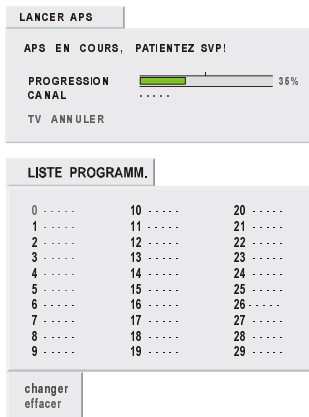 LANCER APS
APS EN COURS, PATIENTEZ SVP!
PROGRESSION 35%
CANAL - - - - -
TV ANNULER
LISTE PROGRAMM.
0 - - - - - 10 - - - - - 20 - - - - -
1 - - - - - 11 - - - - - 21 - - - - -
2 - - - - - 12 - - - - - 22 - - - - -
3 - - - - - 13 - - - - - 23 - - - - -
4 - - - - - 14 - - - - - 24 - - - - -
5 - - - - - 15 - - - - - 25 - - - - -
6 - - - - - 16 - - - - - 26 - - - - -
7 - - - - - 17 - - - - - 27 - - - - -
8 - - - - - 18 - - - - - 28 - - - - -
9 - - - - - 19 - - - - - 29 - - - - -
changer
effacer